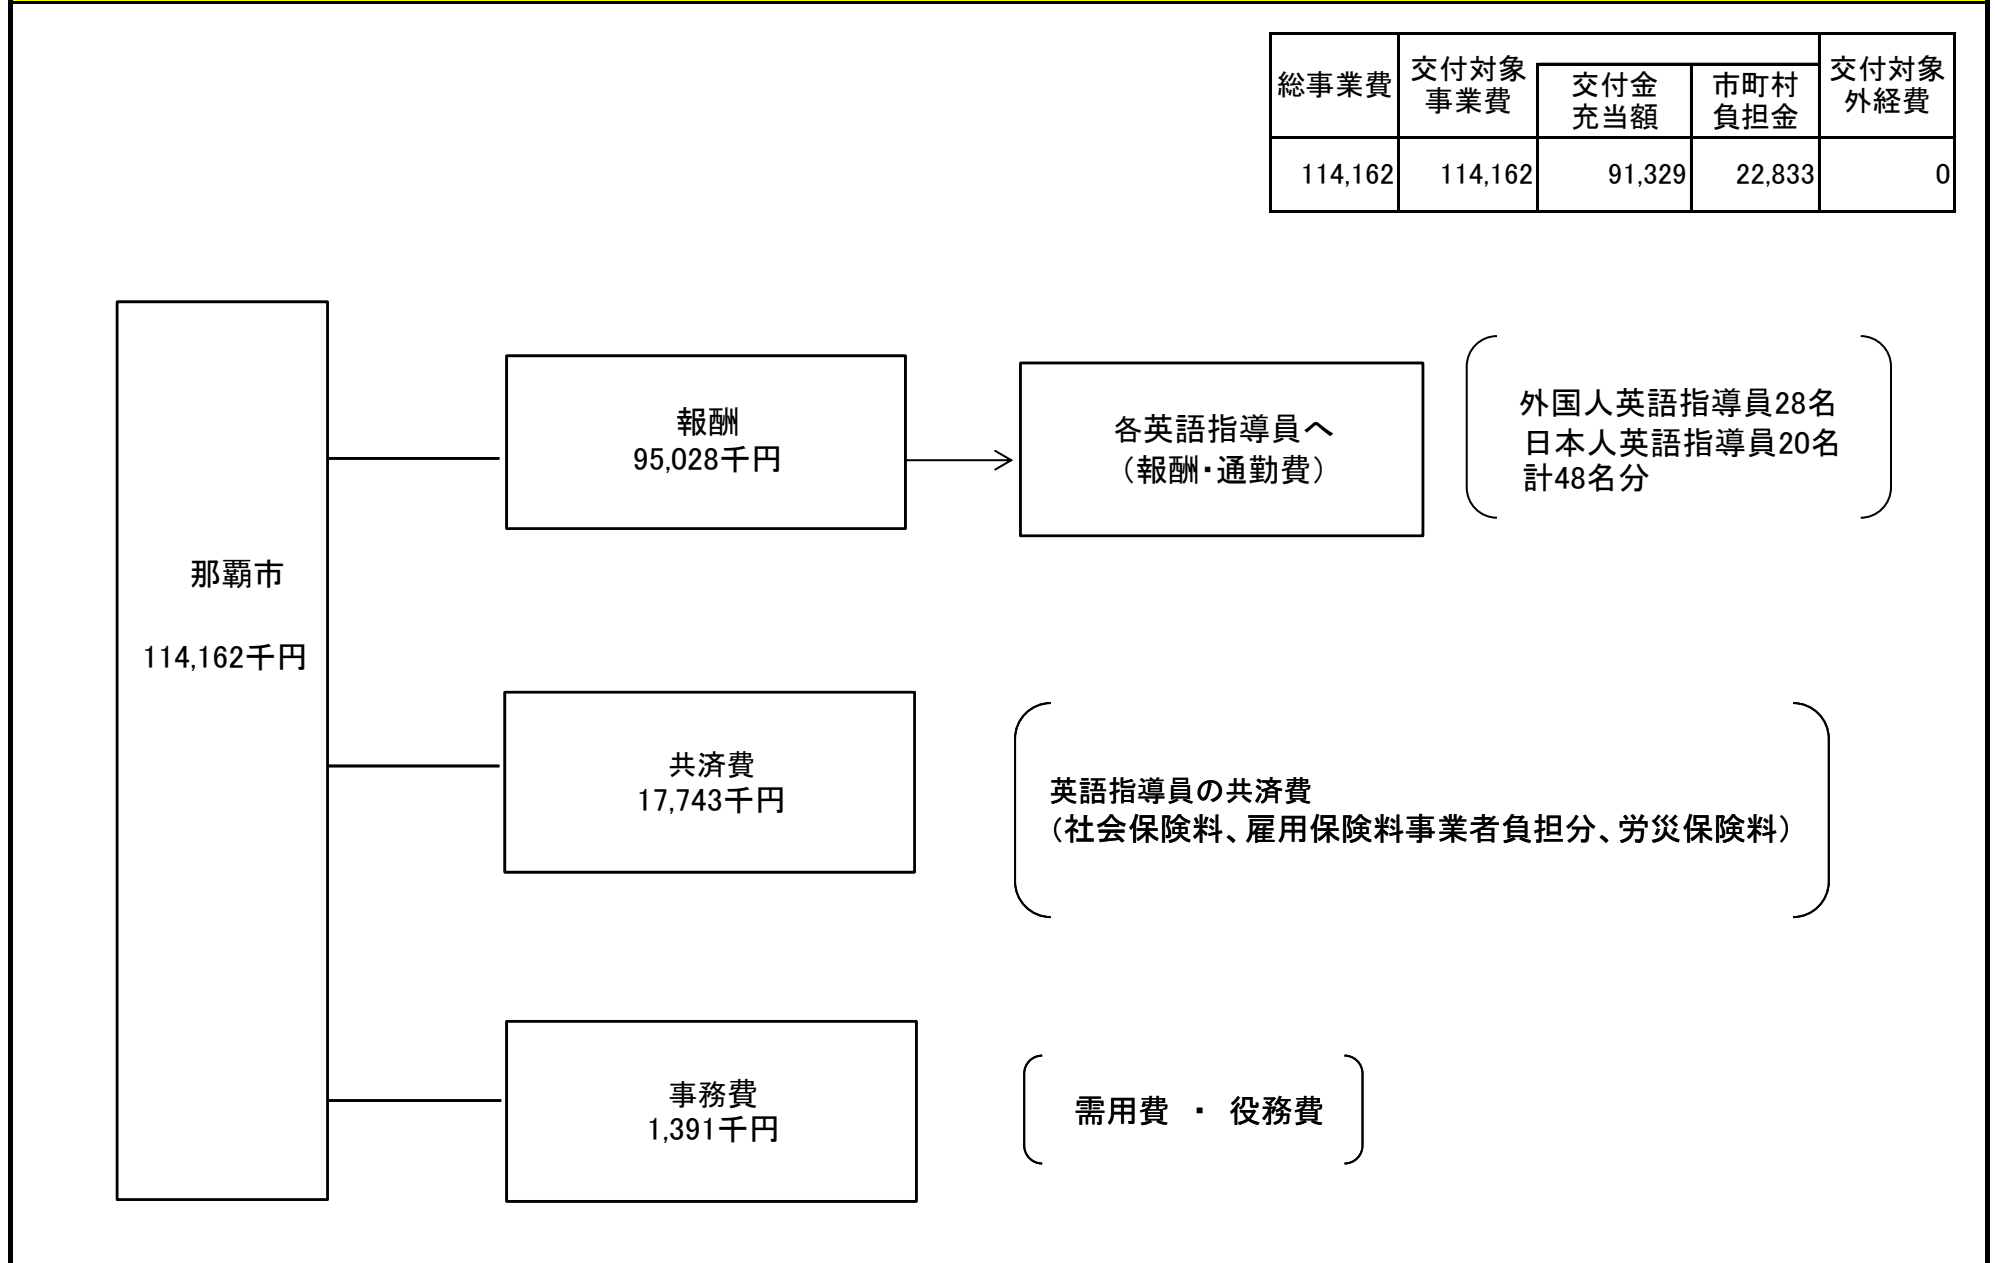 総事業費
交付対象
事業費
交付金
充当額
市町村
負担金
交付対象
外経費
114,162
114,162
91,329
22,833
0
那覇市
114,162千円
報酬
95,028千円
各英語指導員へ
(報酬・通勤費)
外国人英語指導員28名
日本人英語指導員20名
計48名分
共済費
17,743千円
英語指導員の共済費
(社会保険料、雇用保険料事業者負担分、労災保険料)
事務費
1,391千円
需用費 ・ 役務費